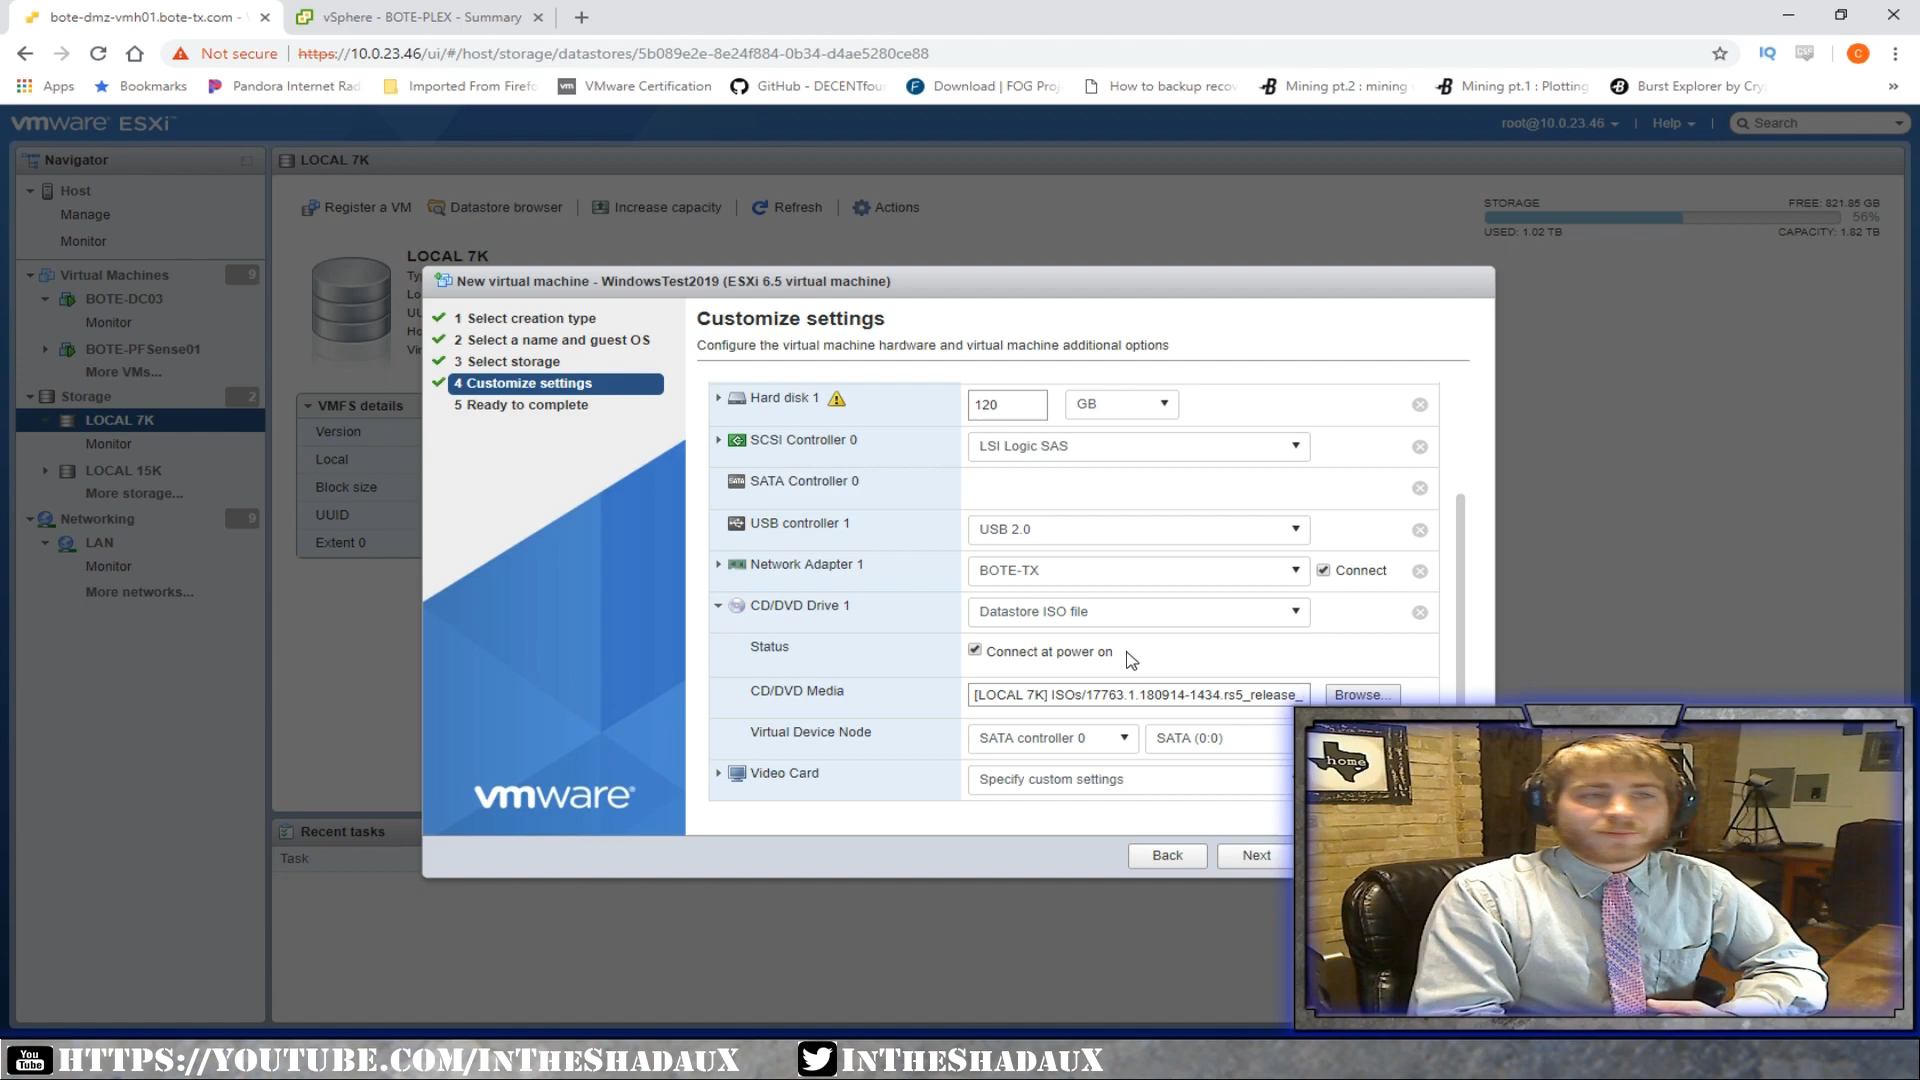 bote-dmz-vmh01.bote-tx.com -
vSphere - BOTE-PLEX - Summary
Not secure
https://10.0.23.46/ui/#/host/storage/datastores/5b089e2e-8e24f884-0b34-d4ae5280ce88
IQ
C
Apps
Bookmarks
Pandora Internet Rad
Imported From Firef
vm
VMware Certification
GitHub - DECENTfour
Download | FOG Proj
How to backup reco
Mining pt.2 : mining
Mining pt.1 : Plotting
Burst Explorer by Cry
vmware ESXi™
root@10.0.23.46
Help
Search
Navigator
Host
Manage
Monitor
Virtual Machines
9
BOTE-DC03
Monitor
BOTE-PFSense01
More VMs...
Storage
2
LOCAL 7K
Monitor
LOCAL 15K
More storage...
Networking
9
LAN
Monitor
More networks...
LOCAL 7K
Register a VM
Datastore browser
Increase capacity
Refresh
Actions
STORAGE
FREE: 821.85 GB
56%
USED: 1.02 TB
CAPACITY: 1.82 TB
LOCAL 7K
VMFS details
Version
Local
Block size
UUID
Extent 0
Recent tasks
Task
New virtual machine - WindowsTest2019 (ESXi 6.5 virtual machine)
1 Select creation type
2 Select a name and guest OS
3 Select storage
4 Customize settings
5 Ready to complete
vmware®
Customize settings
Configure the virtual machine hardware and virtual machine additional options
Hard disk 1
120
GB
SCSI Controller 0
LSI Logic SAS
SATA Controller 0
USB controller 1
USB 2.0
Network Adapter 1
BOTE-TX
Connect
CD/DVD Drive 1
Datastore ISO file
Status
Connect at power on
CD/DVD Media
[LOCAL 7K] ISOs/17763.1.180914-1434.rs5_release_
Browse...
Virtual Device Node
SATA controller 0
SATA (0:0)
Video Card
Specify custom settings
Back
Next
home
You
Tube
HTTPS://YOUTUBE.COM/INTHESHADAUX
INTHESHADAUX